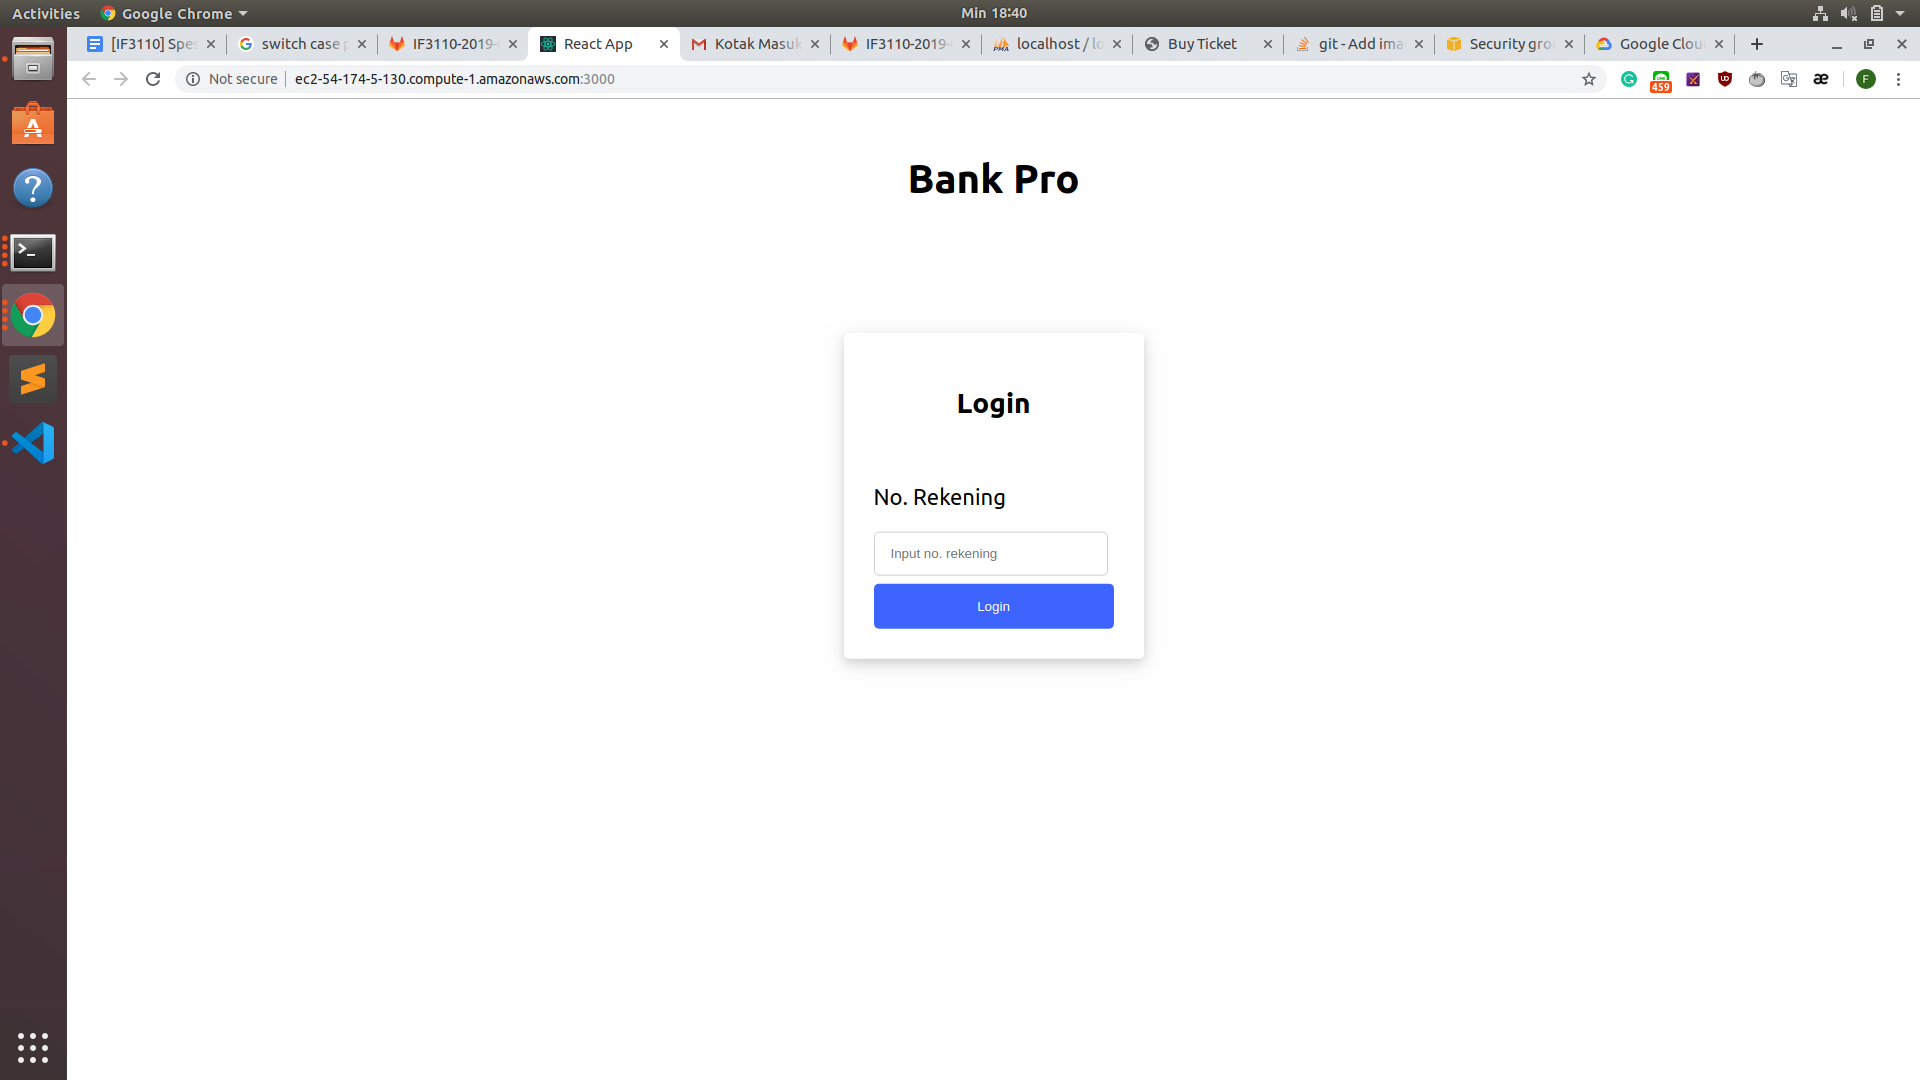 Activities Google Chrome Min 18:40
[IF3110] Spes switch case p IF3110-2019- React App Kotak Masuk IF3110-2019- localhost / lo Buy Ticket git - Add ima Security gro Google Clou
Not secure ec2-54-174-5-130.compute-1.amazonaws.com:3000 459 F
Bank Pro
Login
No. Rekening
Input no. rekening
Login